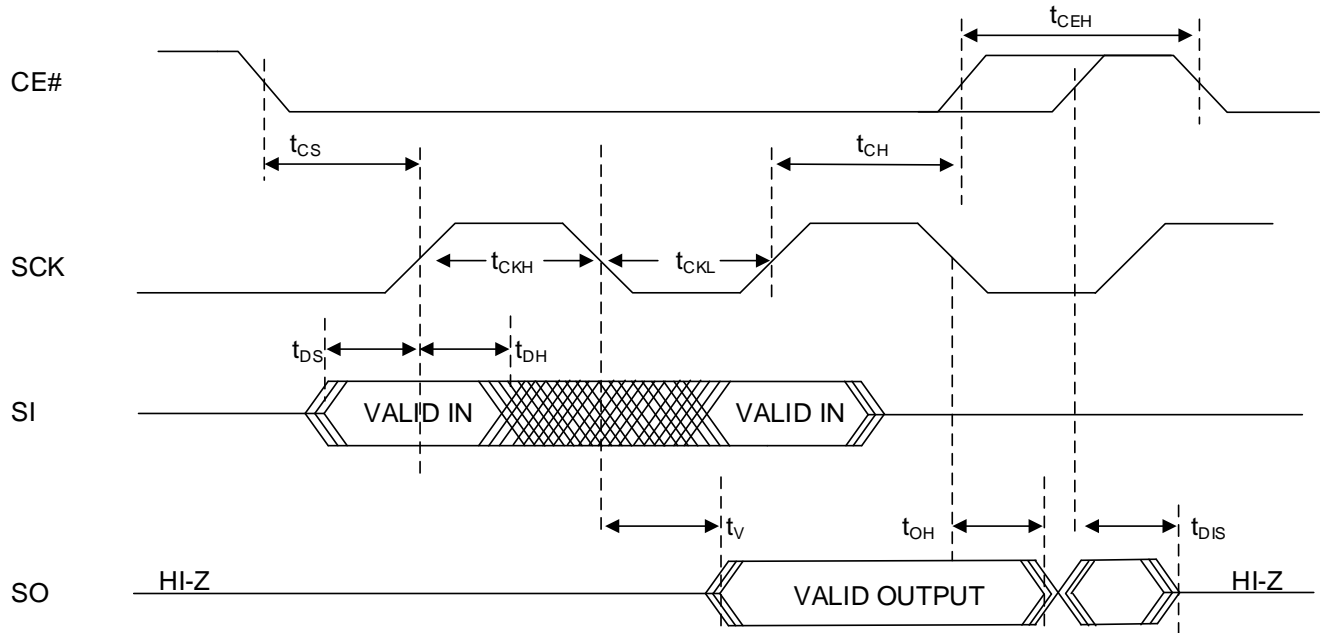 tCEH
CE#
tCS
tCH
SCK
tCKH
tCKL
tDS
tDH
SI
VALID IN
VALID IN
tV
tOH
tDIS
SO
HI-Z
VALID OUTPUT
HI-Z